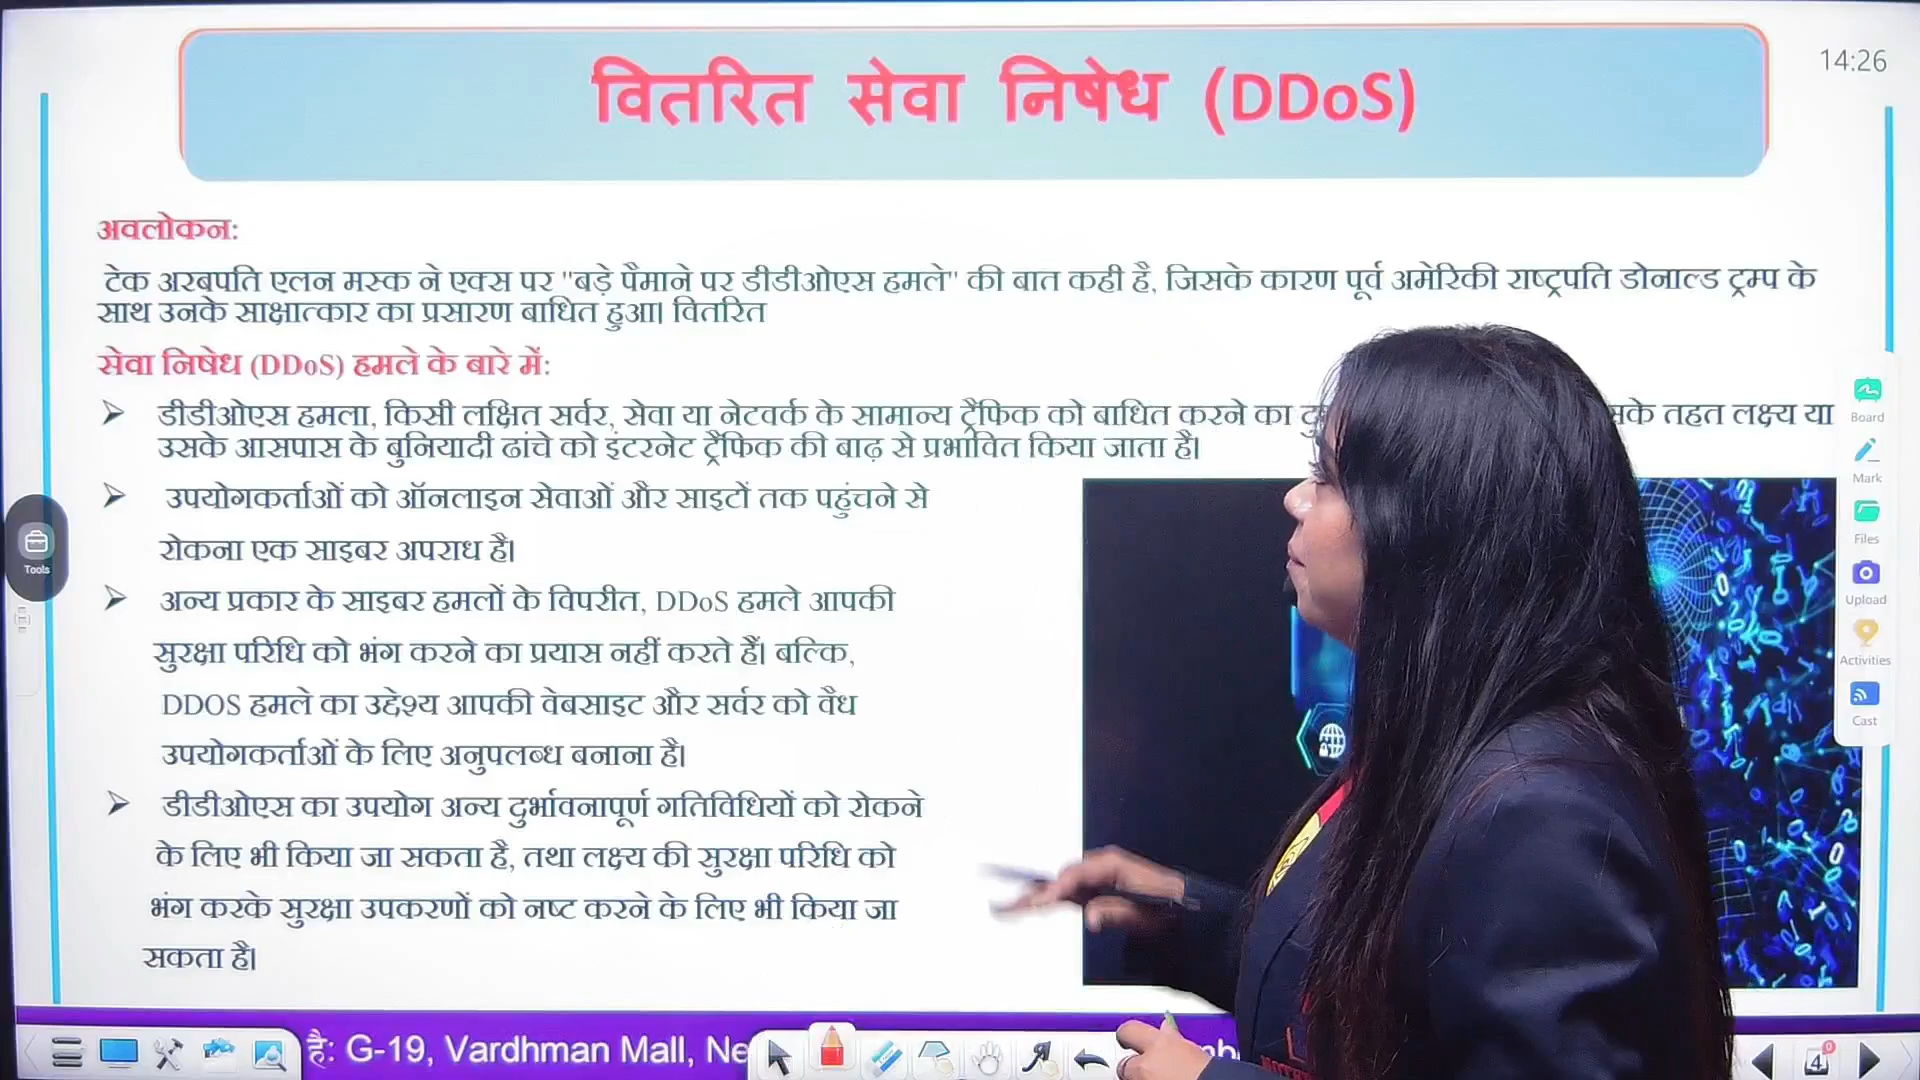 वितरित सेवा निषेध (DDoS)
14:26
अवलोकन:
टेक अरबपति एलन मस्क ने एक्स पर "बड़े पैमाने पर डीडीओएस हमले" की बात कही है, जिसके कारण पूर्व अमेरिकी राष्ट्रपति डोनाल्ड ट्रम्प के
साथ उनके साक्षात्कार का प्रसारण बाधित हुआ। वितरित
सेवा निषेध (DDoS) हमले के बारे में:
डीडीओएस हमला, किसी लक्षित सर्वर, सेवा या नेटवर्क के सामान्य ट्रैफिक को बाधित करने का तहत लक्ष्य या
उसके आसपास के बुनियादी ढांचे को इंटरनेट ट्रैफिक की बाढ़ से प्रभावित किया जाता है।
उपयोगकर्ताओं को ऑनलाइन सेवाओं और साइटों तक पहुंचने से
रोकना एक साइबर अपराध है।
अन्य प्रकार के साइबर हमलों के विपरीत, DDoS हमले आपकी
सुरक्षा परिधि को भंग करने का प्रयास नहीं करते हैं। बल्कि,
DDOS हमले का उद्देश्य आपकी वेबसाइट और सर्वर को वैध
उपयोगकर्ताओं के लिए अनुपलब्ध बनाना है।
डीडीओएस का उपयोग अन्य दुर्भावनापूर्ण गतिविधियों को रोकने
के लिए भी किया जा सकता है, तथा लक्ष्य की सुरक्षा परिधि को
भंग करके सुरक्षा उपकरणों को नष्ट करने के लिए भी किया जा
सकता है।
Board
Mark
Files
Upload
Activities
Cast
Tools
है: G-19, Vardhman Mall,
4
0